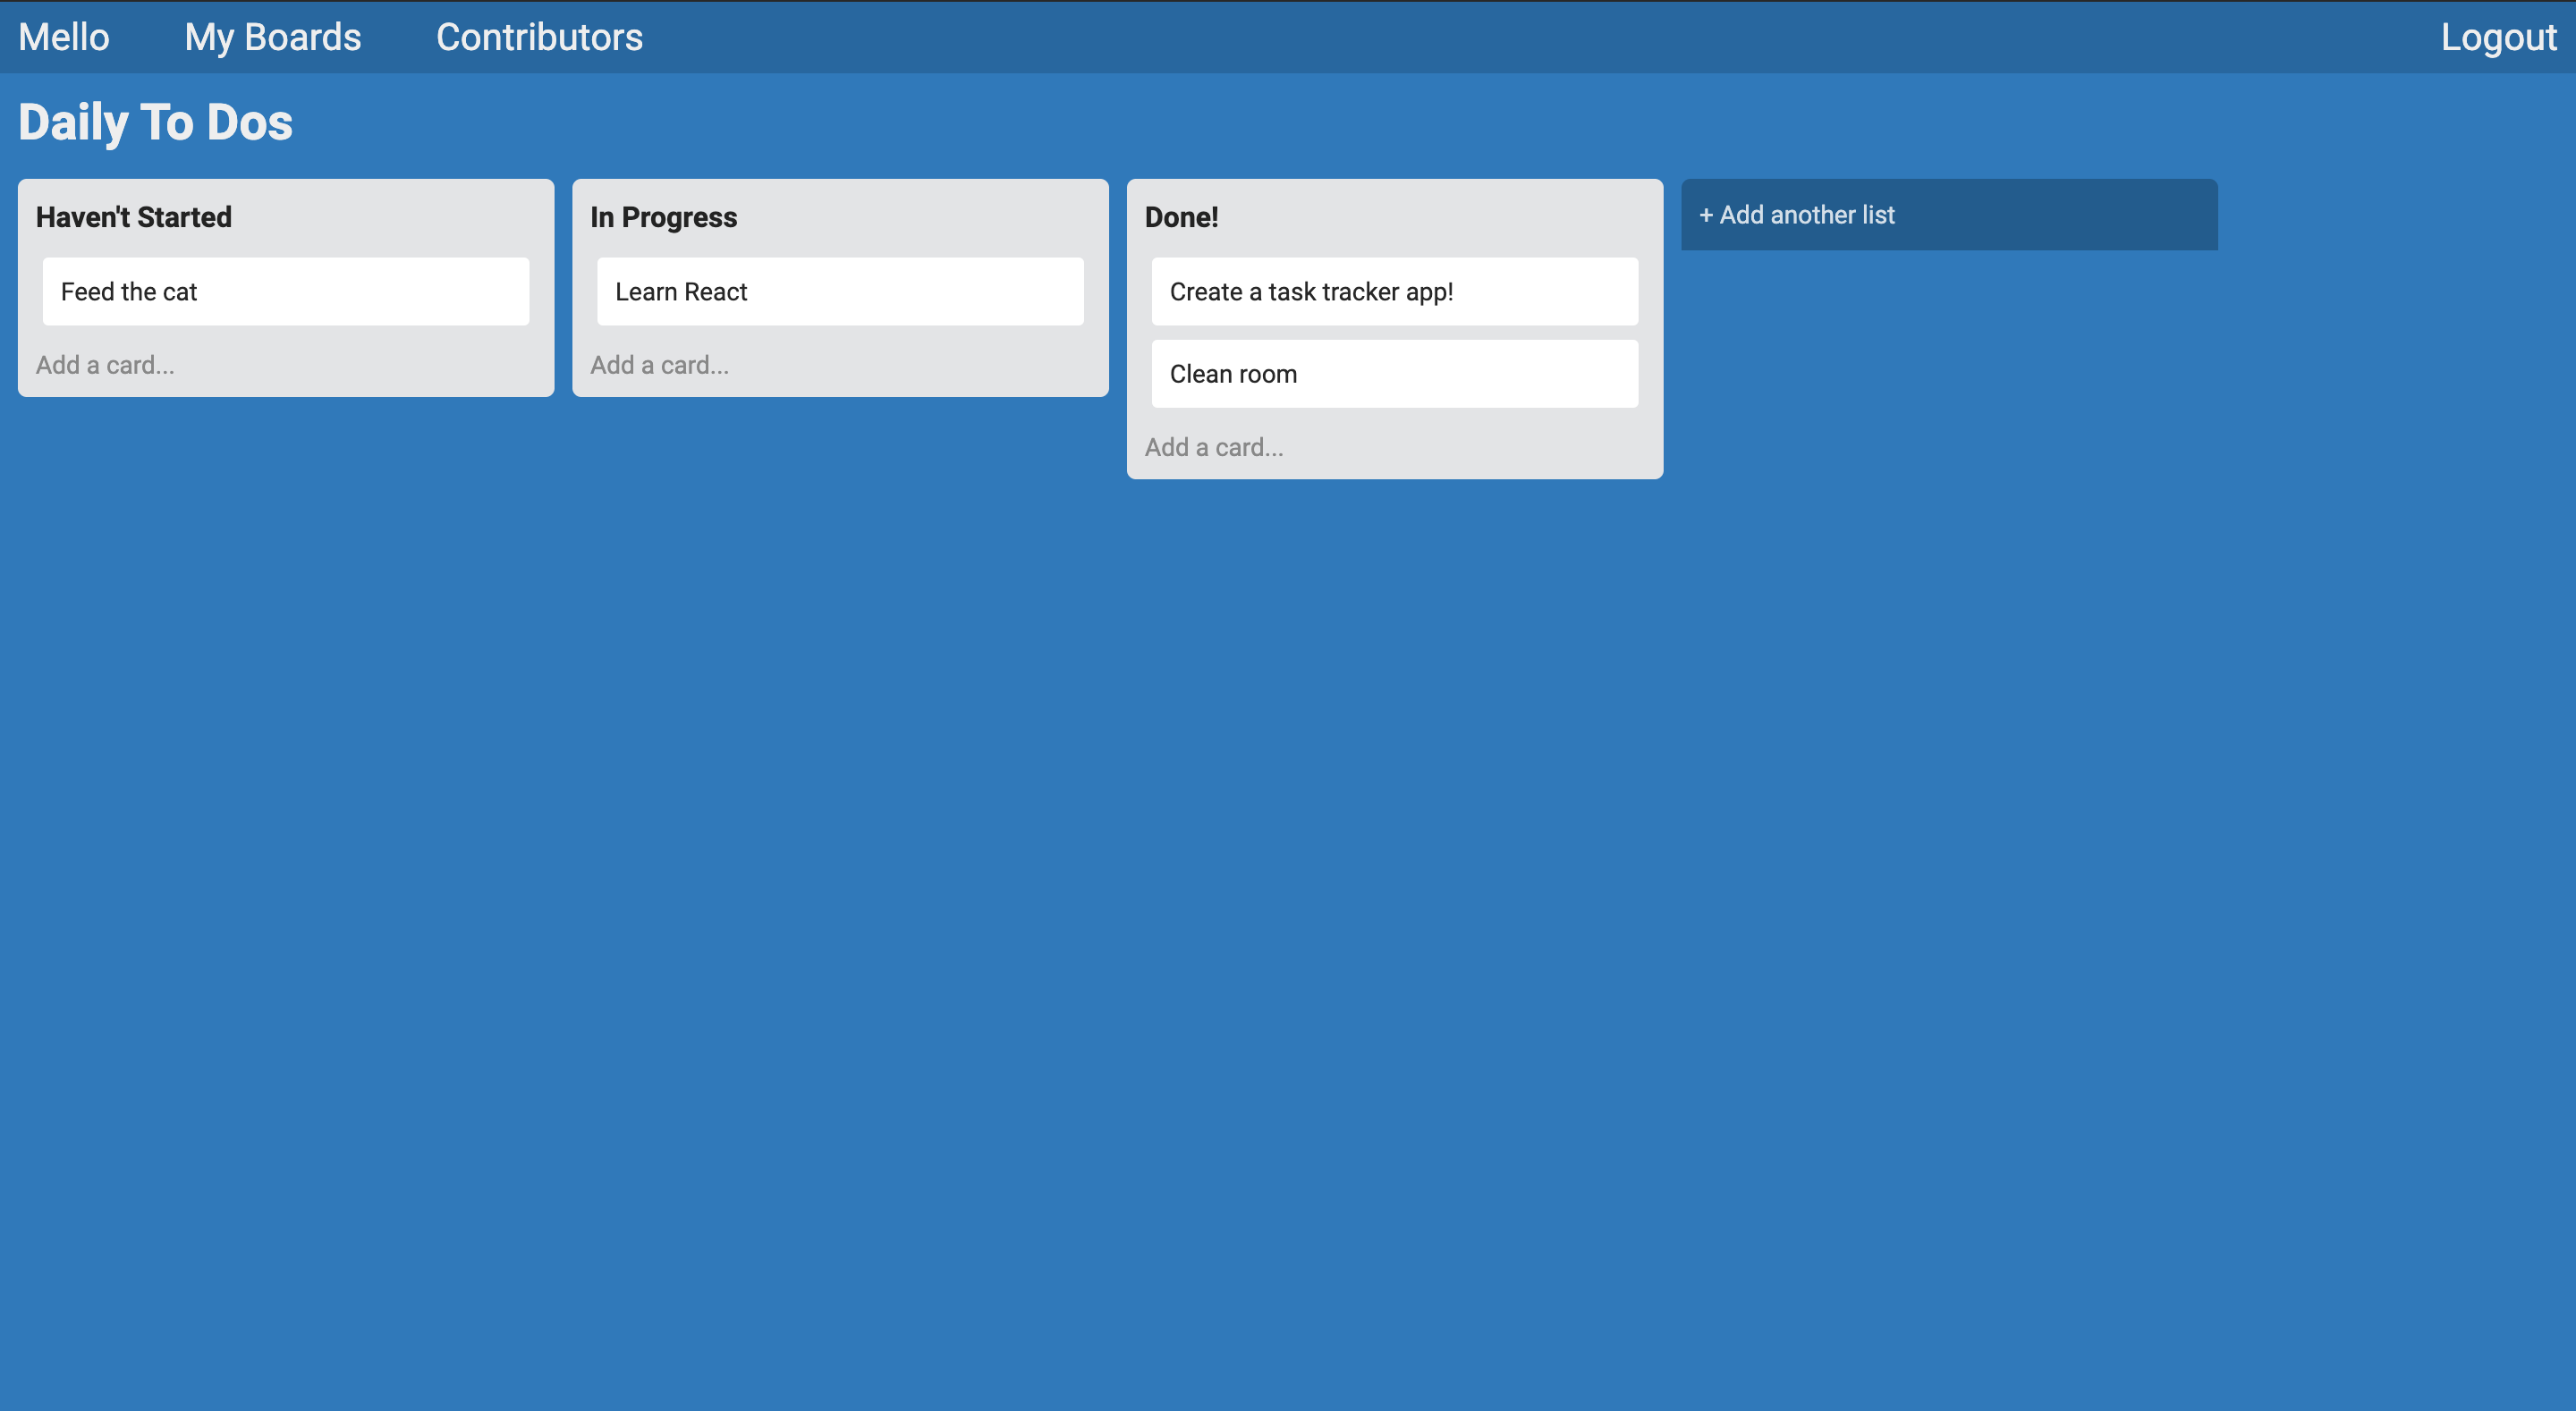 Mello My Boards Contributors Logout
Daily To Dos
Haven't Started
Feed the cat
Add a card...
In Progress
Learn React
Add a card...
Done!
Create a task tracker app!
Clean room
Add a card...
+ Add another list